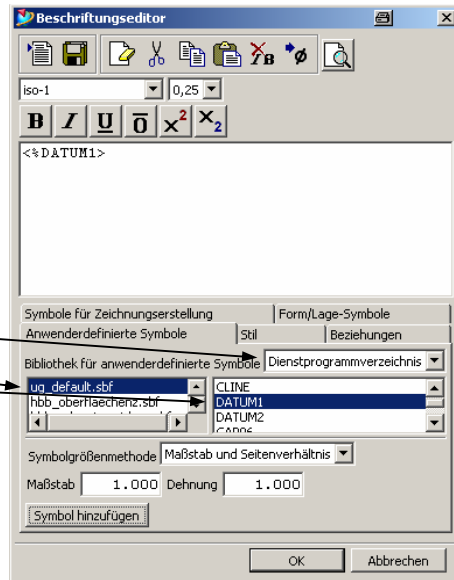 Beschriftungseditor
iso-1 0,25
B I U O x² x₂
<%DATUM1>
Symbole für Zeichnungserstellung Form/Lage-Symbole
Anwenderdefinierte Symbole Stil Beziehungen
Bibliothek für anwenderdefinierte Symbole Dienstprogrammverzeichnis
ug_default.sbf CLINE
hbb_oberflaechenz.sbf DATUM1
DATUM2
Symbolgrößenmethode Maßstab und Seitenverhältnis
Maßstab 1.000 Dehnung 1.000
Symbol hinzufügen
OK Abbrechen